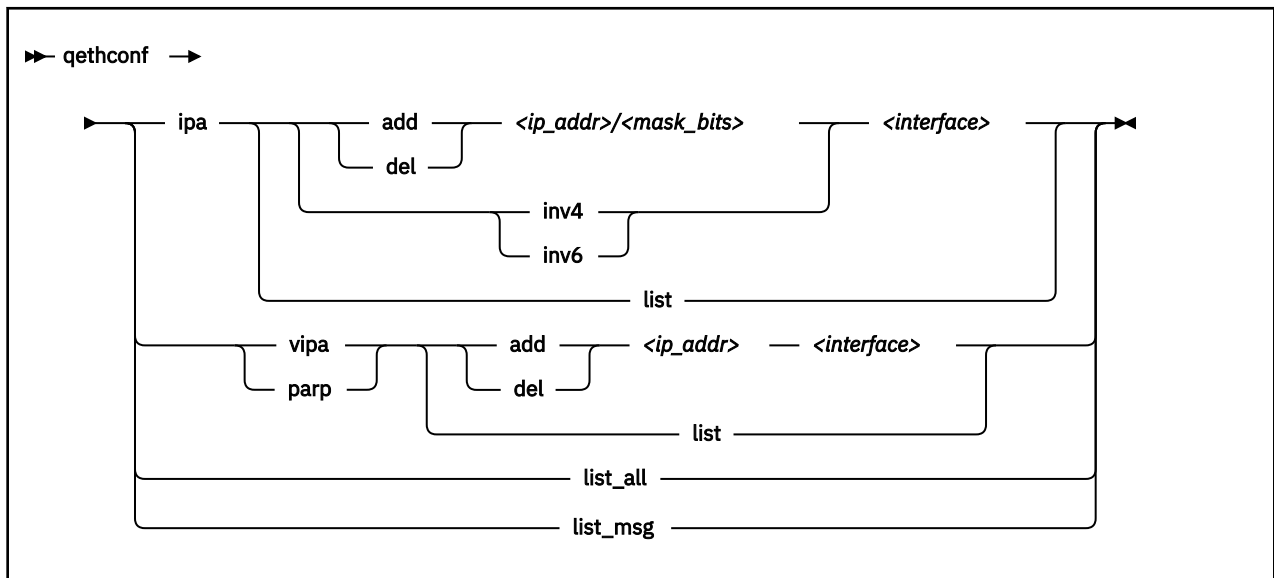 qethconf
ipa add <ip_addr>/<mask_bits> <interface>
del
inv4
inv6
list
vipa add <ip_addr> <interface>
parp del
list
list_all
list_msg